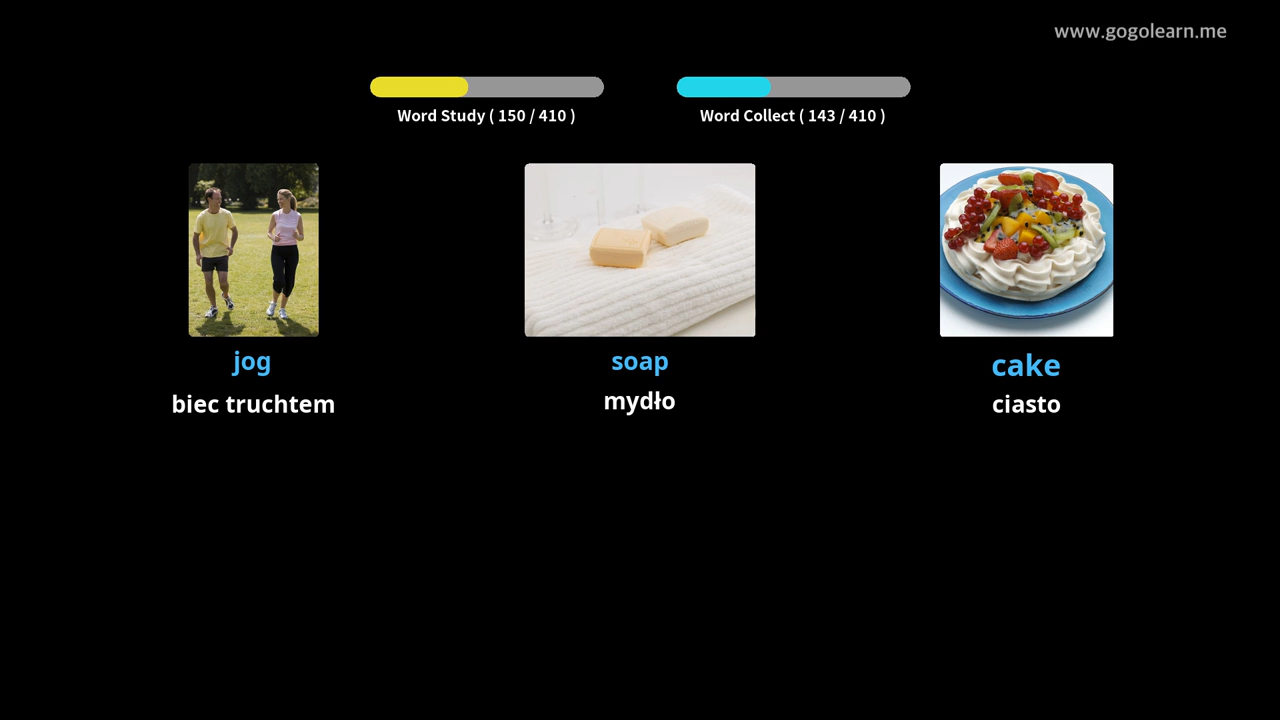 www.gogolearn.me
Word Study ( 150 / 410 )
Word Collect ( 143 / 410 )
jog
soap
cake
biec truchtem
mydło
ciasto